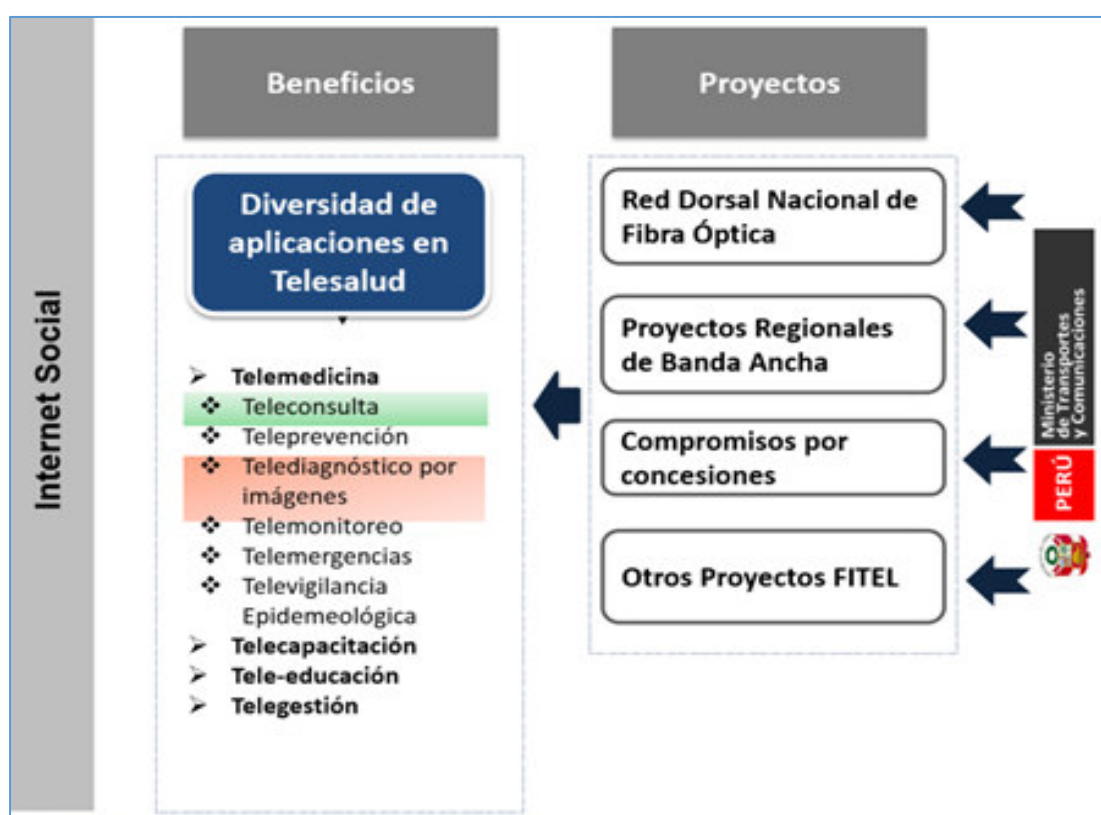 Internet Social
Beneficios
Diversidad de
aplicaciones en
Telesalud
Telemedicina
Teleconsulta
Teleprevención
Telediagnóstico por
imágenes
Telemonitoreo
Telemergencias
Televigilancia
Epidemeológica
Telecapacitación
Tele-educación
Telegestión
Proyectos
Red Dorsal Nacional de
Fibra Óptica
Proyectos Regionales
de Banda Ancha
Compromisos por
concesiones
Otros Proyectos FITEL
PERÚ
Ministerio
de Transportes
y Comunicaciones